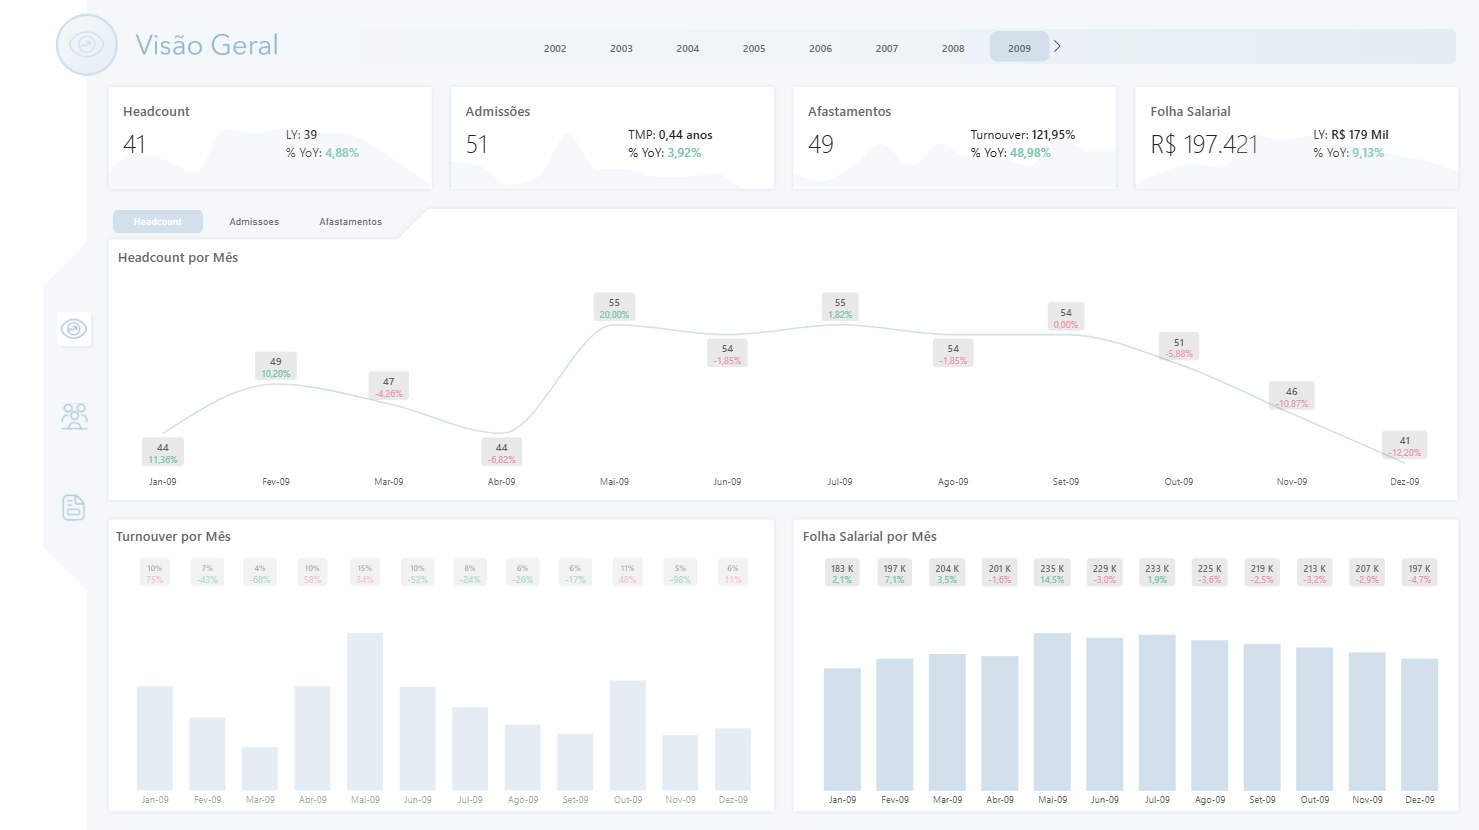 Visão Geral
2002 2003 2004 2005 2006 2007 2008 2009
Headcount
41
LY: 39
% YoY: 4,88%
Admissões
51
TMP: 0,44 anos
% YoY: 3,92%
Afastamentos
49
Turnouver: 121,95%
% YoY: 48,98%
Folha Salarial
R$ 197.421
LY: R$ 179 Mil
% YoY: 9,13%
Headcount Admissoes Afastamentos
Headcount por Mês
44
11,36%
49
10,20%
47
-4,26%
44
-6,82%
55
20,00%
54
-1,85%
55
1,82%
54
-1,85%
54
0,00%
51
-5,88%
46
-10,87%
41
-12,20%
Jan-09 Fev-09 Mar-09 Abr-09 Mai-09 Jun-09 Jul-09 Ago-09 Set-09 Out-09 Nov-09 Dez-09
Turnouver por Mês
10% 7% 4% 10% 15% 10% 8% 6% 6% 11% 5% 6%
75% -43% -68% 58% 34% -52% -24% -26% -17% 48% -98% 11%
Jan-09 Fev-09 Mar-09 Abr-09 Mai-09 Jun-09 Jul-09 Ago-09 Set-09 Out-09 Nov-09 Dez-09
Folha Salarial por Mês
183 K 197 K 204 K 201 K 235 K 229 K 233 K 225 K 219 K 213 K 207 K 197 K
2,1% 7,1% 3,5% -1,6% 14,5% -3,0% 1,9% -3,6% -2,5% -3,2% -2,9% -4,7%
Jan-09 Fev-09 Mar-09 Abr-09 Mai-09 Jun-09 Jul-09 Ago-09 Set-09 Out-09 Nov-09 Dez-09